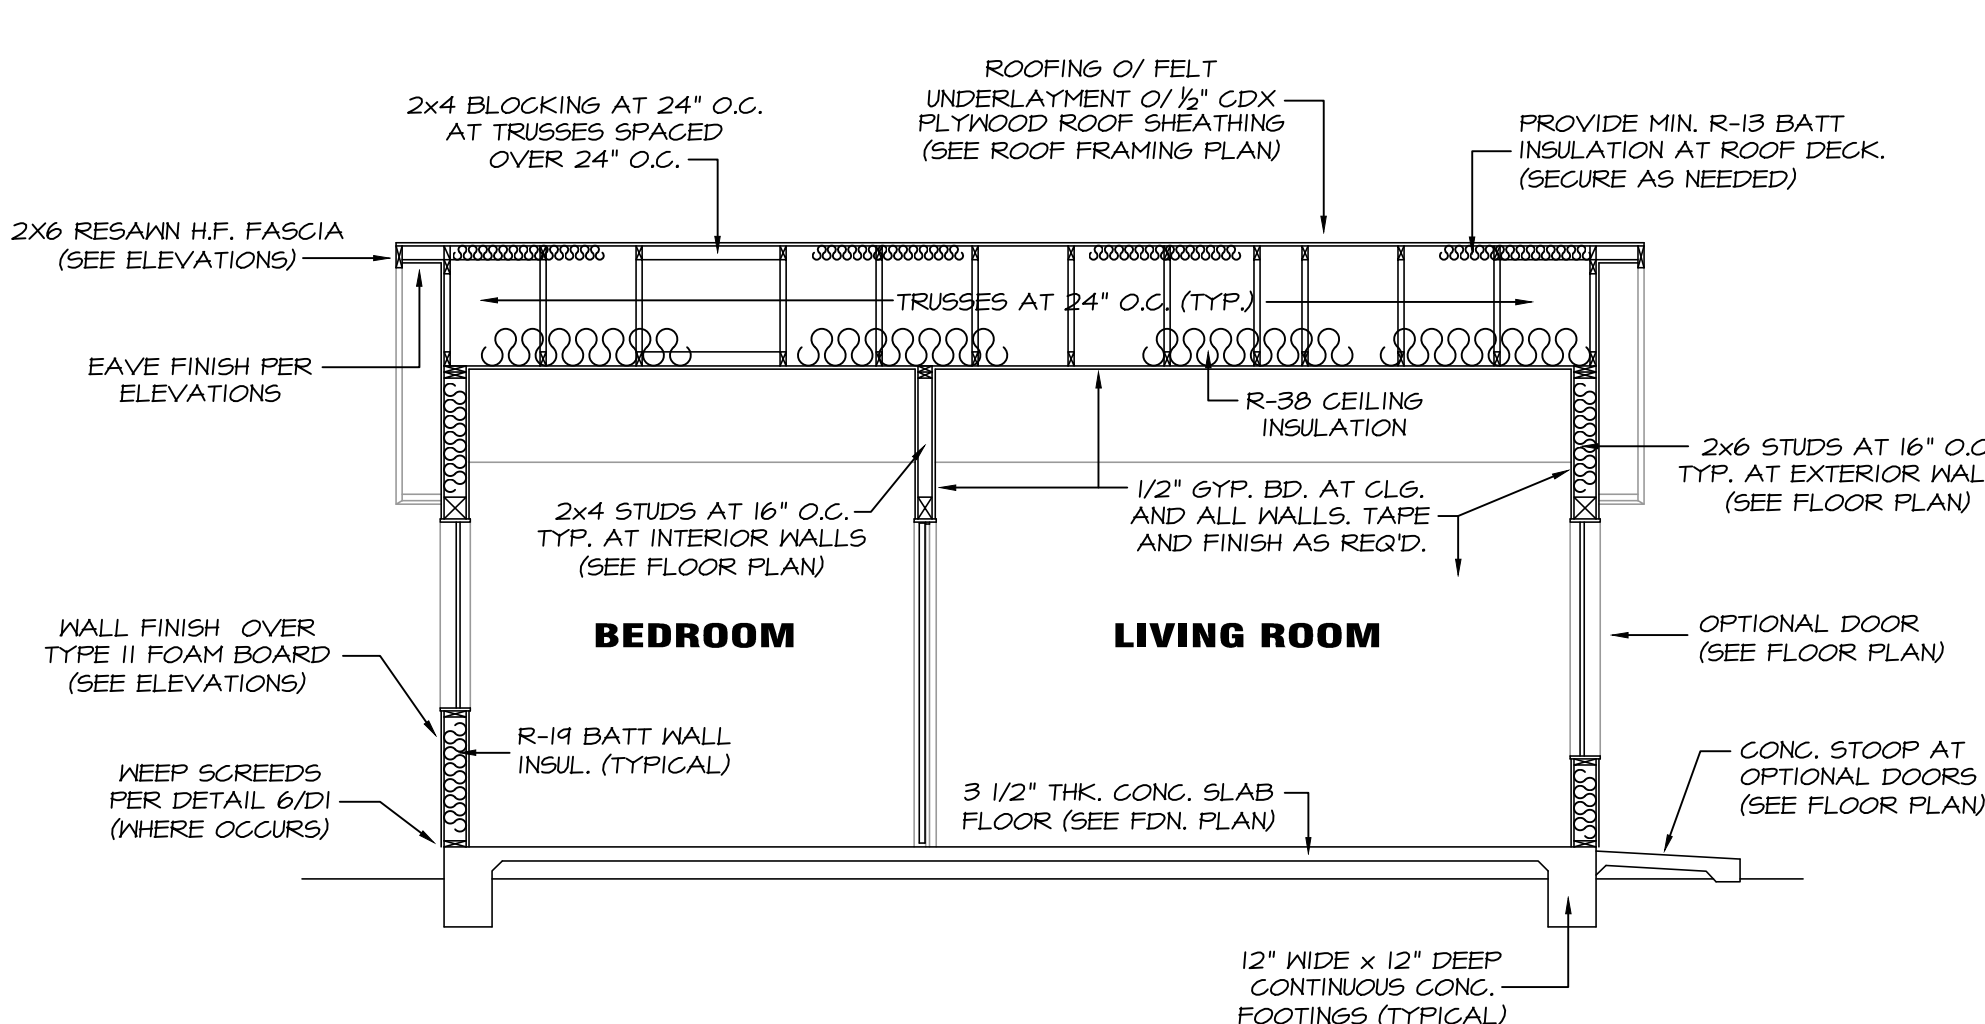 ROOFING O/ FELT
UNDERLAYMENT O/ ½" CDX
PLYWOOD ROOF SHEATHING
(SEE ROOF FRAMING PLAN)
2x4 BLOCKING AT 24" O.C.
AT TRUSSES SPACED
OVER 24" O.C.
PROVIDE MIN. R-13 BATT
INSULATION AT ROOF DECK.
(SECURE AS NEEDED)
2X6 RESAWN H.F. FASCIA
(SEE ELEVATIONS)
TRUSSES AT 24" O.C. (TYP.)
EAVE FINISH PER
ELEVATIONS
R-38 CEILING
INSULATION
2x6 STUDS AT 16" O.C
TYP. AT EXTERIOR WAL
(SEE FLOOR PLAN)
2x4 STUDS AT 16" O.C.
TYP. AT INTERIOR WALLS
(SEE FLOOR PLAN)
1/2" GYP. BD. AT CLG.
AND ALL WALLS. TAPE
AND FINISH AS REQ'D.
BEDROOM
LIVING ROOM
WALL FINISH OVER
TYPE II FOAM BOARD
(SEE ELEVATIONS)
OPTIONAL DOOR
(SEE FLOOR PLAN)
R-19 BATT WALL
INSUL. (TYPICAL)
WEEP SCREEDS
PER DETAIL 6/D1
(WHERE OCCURS)
3 1/2" THK. CONC. SLAB
FLOOR (SEE FDN. PLAN)
CONC. STOOP AT
OPTIONAL DOORS
(SEE FLOOR PLAN)
12" WIDE x 12" DEEP
CONTINUOUS CONC.
FOOTINGS (TYPICAL)